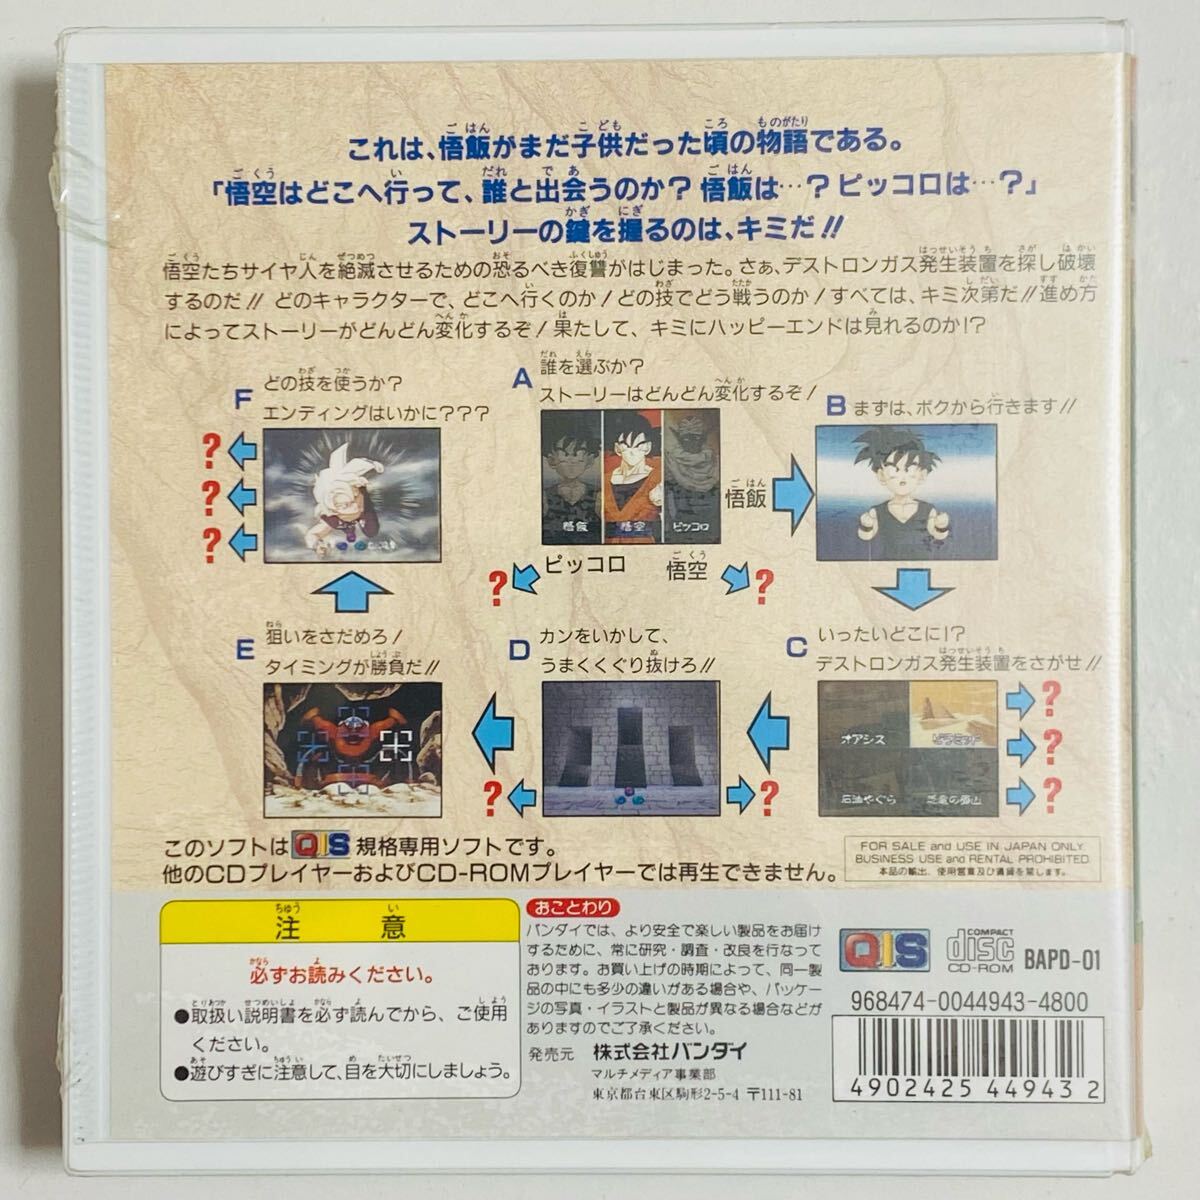 これは、悟飯がまだ子供だった頃の物語である。
「悟空はどこへ行って、誰と出会うのか？ 悟飯は…？ ピッコロは…？」
ストーリーの鍵を握るのは、キミだ!!
悟空たちサイヤ人を絶滅させるための恐るべき復讐がはじまった。さぁ、デストロンガス発生装置を探し破壊
するのだ!! どのキャラクターで、どこへ行くのか！どの技でどう戦うのか！すべては、キミ次第だ!!進め方
によってストーリーがどんどん変化するぞ！果たして、キミにハッピーエンドは見れるのか!?
A 誰を選ぶか？
ストーリーはどんどん変化するぞ！
悟飯 悟空 ピッコロ
悟飯
ピッコロ
悟空
? ?
B まずは、ボクから行きます!!
C いったいどこに!?
デストロンガス発生装置をさがせ!!
オアシス ピラミッド
石油やぐら
? ? ?
D カンをいかして、
うまくくぐり抜けろ!!
? ?
E 狙いをさだめろ！
タイミングが勝負だ!!
F どの技を使うか？
エンディングはいかに???
? ? ?
このソフトはQIS規格専用ソフトです。
他のCDプレイヤーおよびCD-ROMプレイヤーでは再生できません。
FOR SALE and USE IN JAPAN ONLY.
BUSINESS USE and RENTAL PROHIBITED.
本品の輸出、使用営業及び賃貸を禁じます。
注意
必ずお読みください。
●取扱い説明書を必ず読んでから、ご使用
ください。
●遊びすぎに注意して、目を大切にしましょう。
おことわり
バンダイでは、より安全で楽しい製品をお届け
するために、常に研究・調査・改良を行なって
おります。お買い上げの時期によって、同一製
品の中にも多少の違いがある場合や、パッケー
ジの写真・イラストと製品が異なる場合などが
ありますのでご了承ください。
発売元 株式会社バンダイ
マルチメディア事業部
東京都台東区駒形2-5-4 〒111-81
QIS
COMPACT disc CD-ROM
BAPD-01
968474-0044943-4800
4902425449432